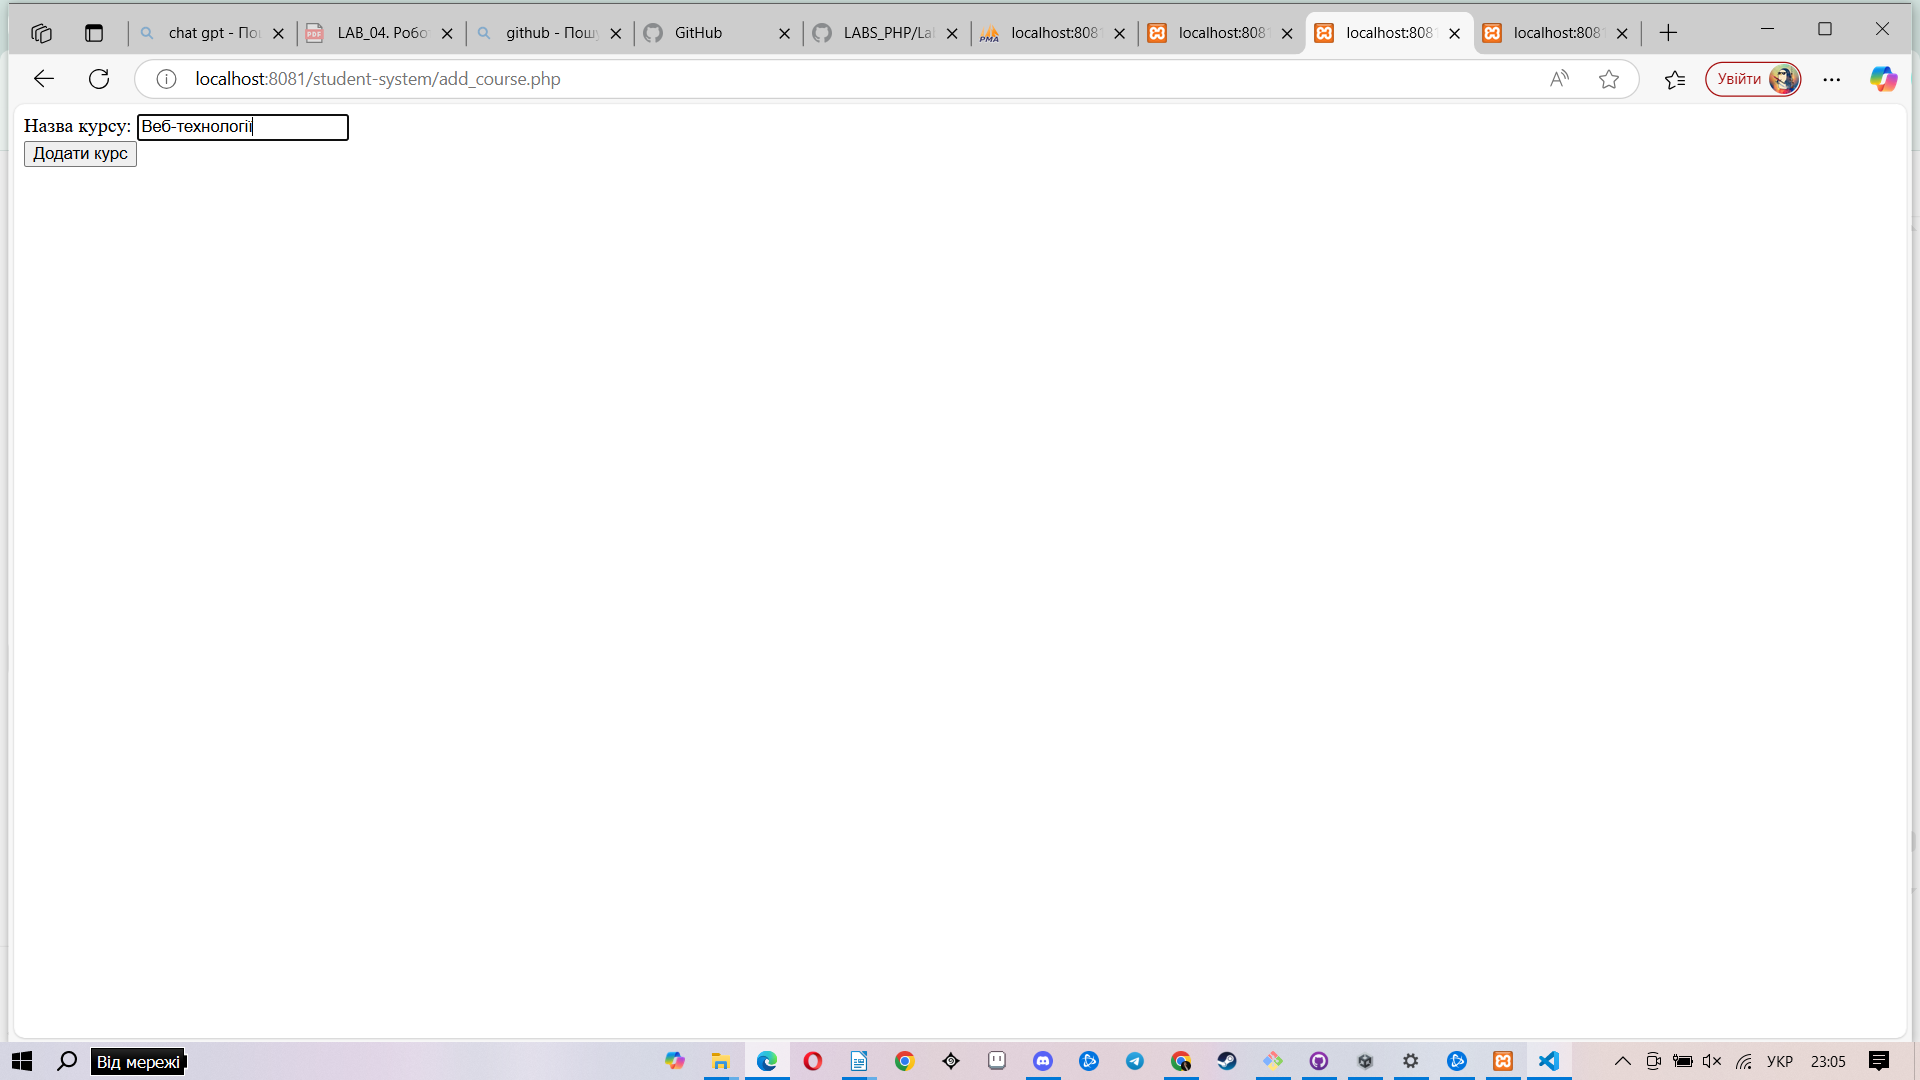 chat gpt - По
LAB_04. Робо
github - Пош
GitHub
LABS_PHP/La
localhost:808
localhost:808
localhost:808
localhost:808
localhost:8081/student-system/add_course.php
Увійти
Назва курсу: Веб-технології
Додати курс
Від мережі
УКР
23:05